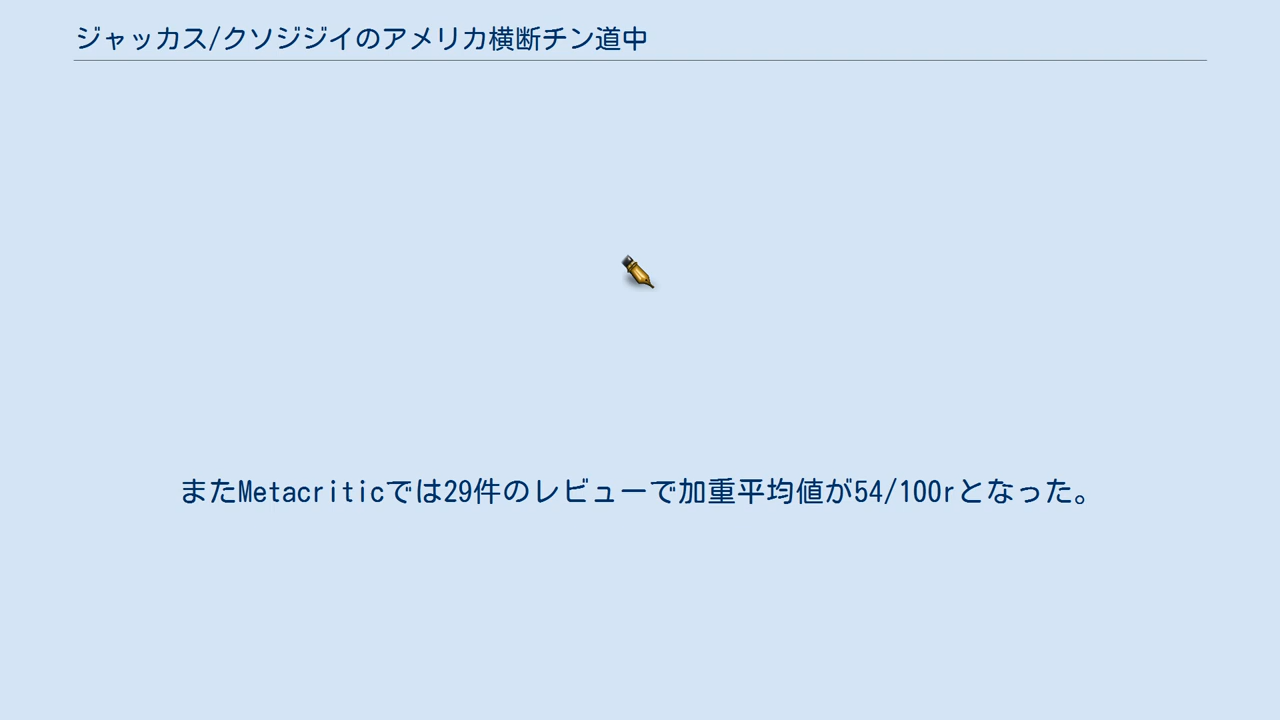 ジャッカス/クソジジイのアメリカ横断チン道中
またMetacriticでは29件のレビューで加重平均値が54/100rとなった。